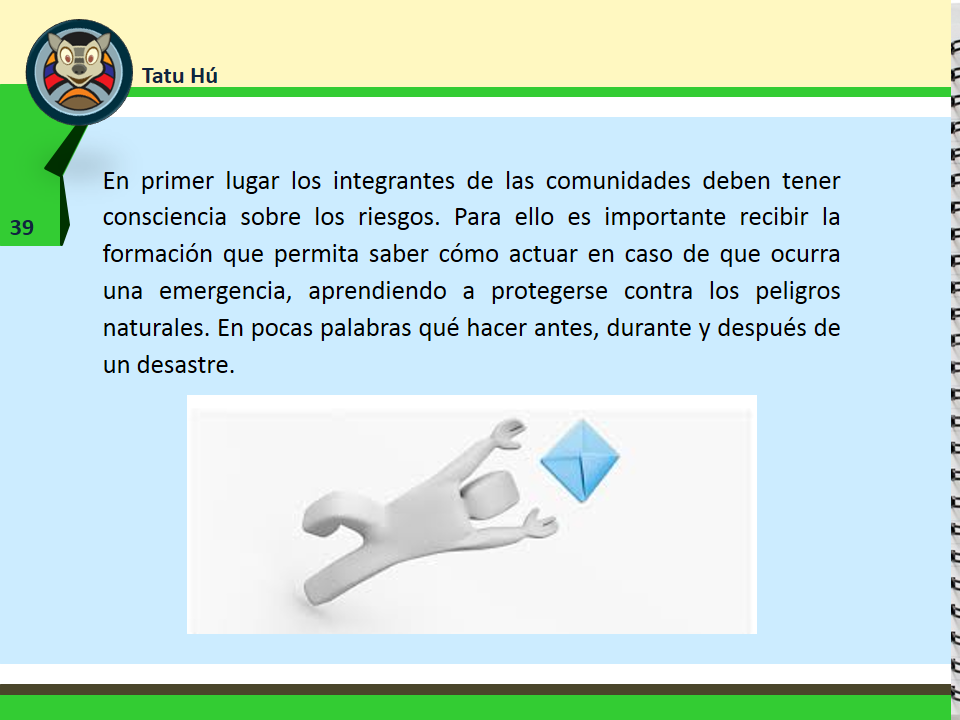 Tatu Hú
En primer lugar los integrantes de las comunidades deben tener
consciencia sobre los riesgos. Para ello es importante recibir la
formación que permita saber cómo actuar en caso de que ocurra
una emergencia, aprendiendo a protegerse contra los peligros
naturales. En pocas palabras qué hacer antes, durante y después de
un desastre.
39